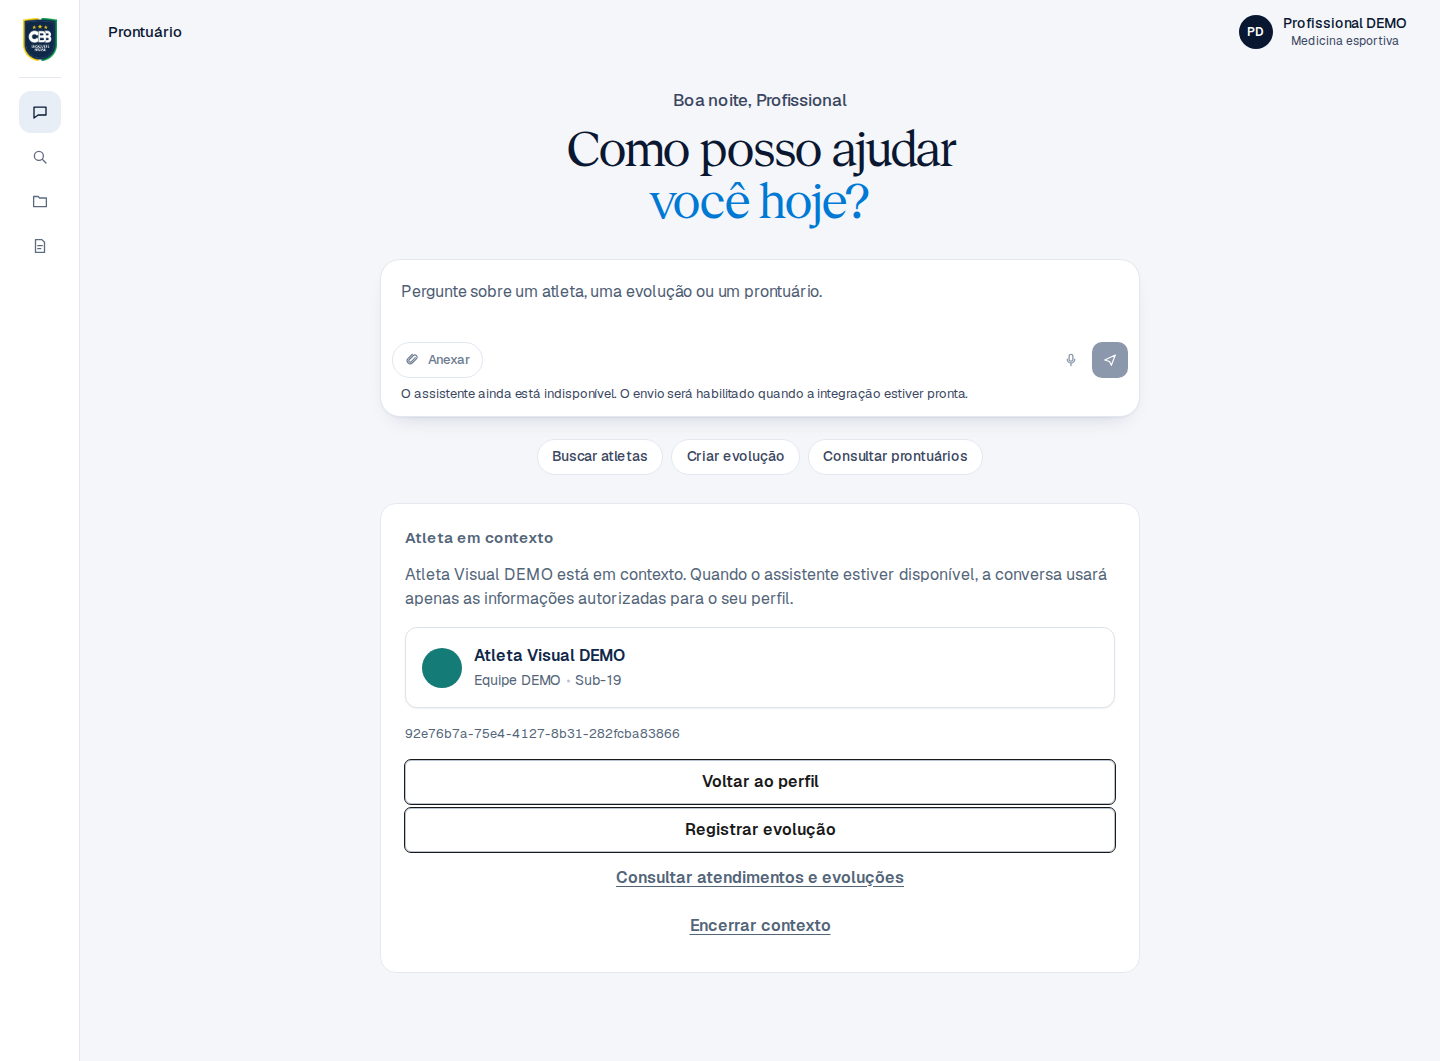 CBB
Prontuário
PD
Profissional DEMO
Medicina esportiva
Boa noite, Profissional
Como posso ajudar
você hoje?
Pergunte sobre um atleta, uma evolução ou um prontuário.
Anexar
O assistente ainda está indisponível. O envio será habilitado quando a integração estiver pronta.
Buscar atletas
Criar evolução
Consultar prontuários
Atleta em contexto
Atleta Visual DEMO está em contexto. Quando o assistente estiver disponível, a conversa usará
apenas as informações autorizadas para o seu perfil.
Atleta Visual DEMO
Equipe DEMO • Sub-19
92e76b7a-75e4-4127-8b31-282fcba83866
Voltar ao perfil
Registrar evolução
Consultar atendimentos e evoluções
Encerrar contexto